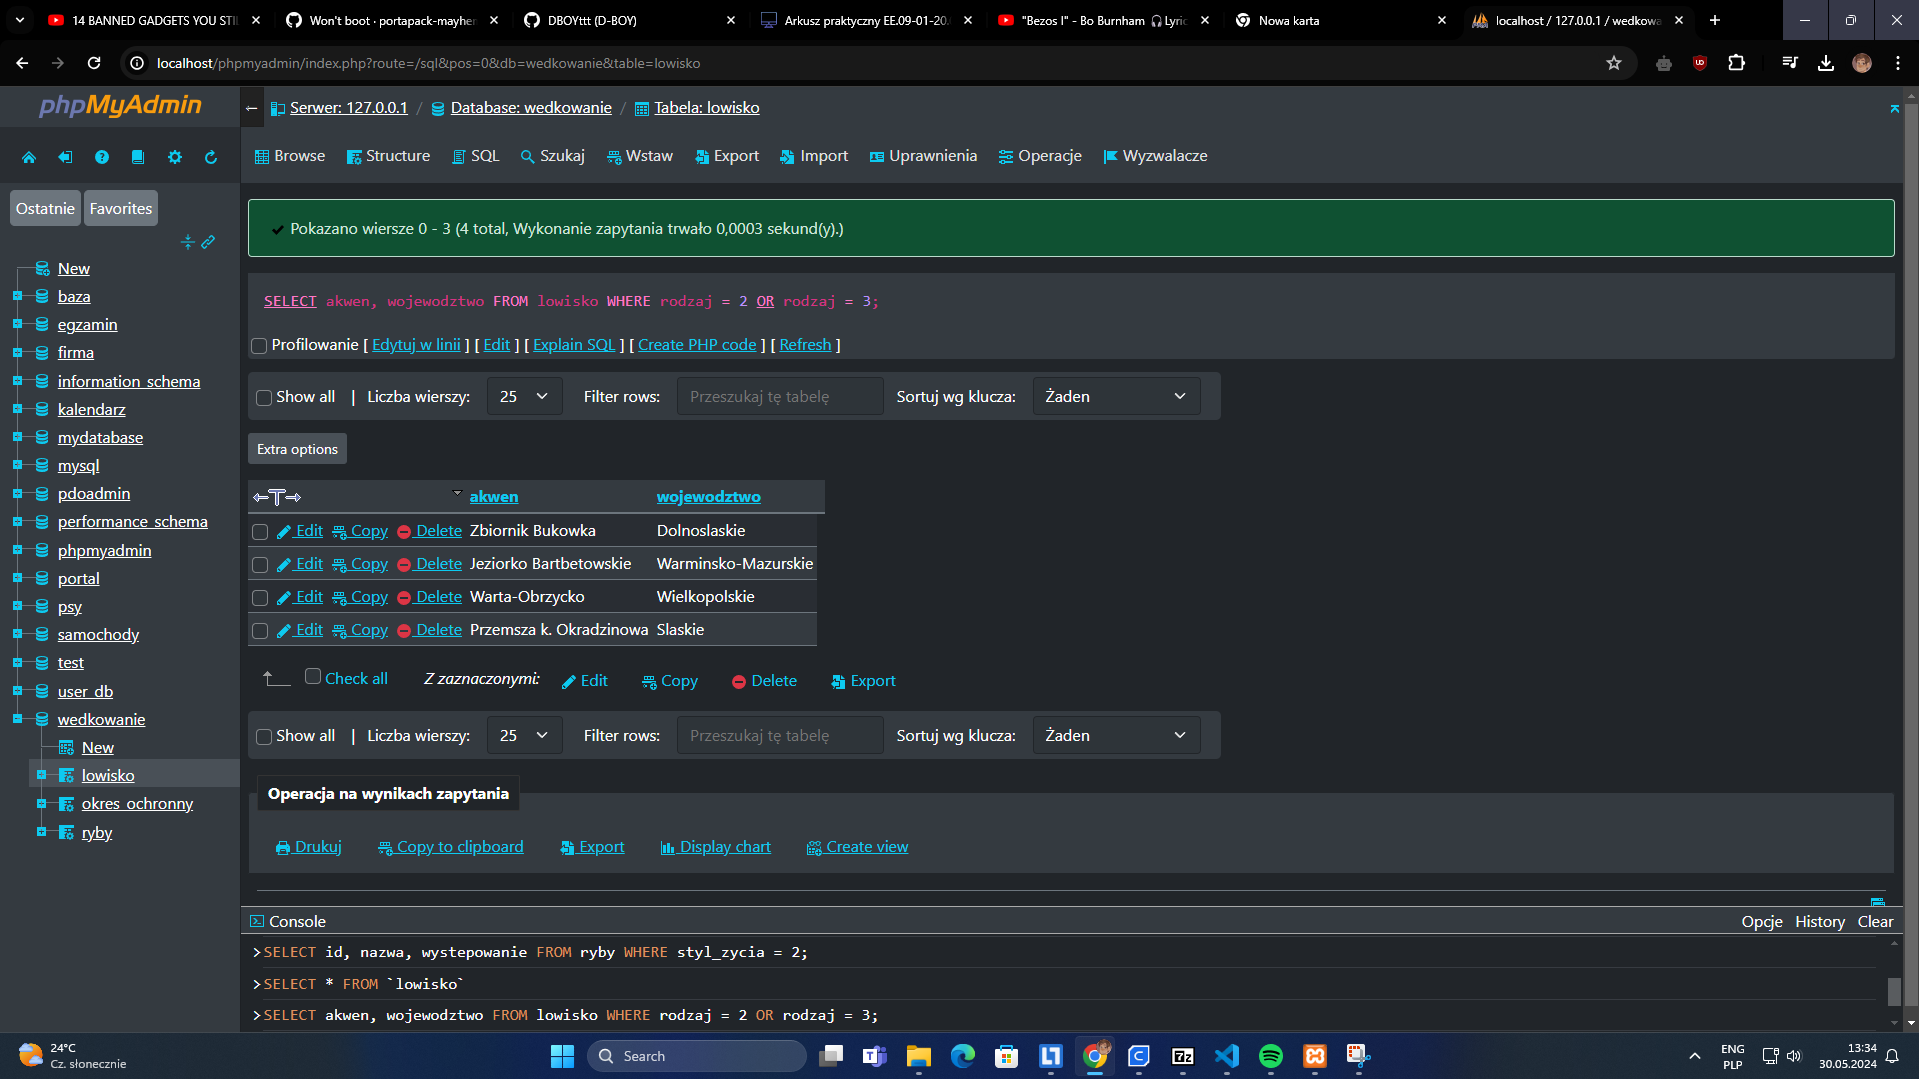 14 BANNED GADGETS YOU STIL
Won't boot · portapack-mayhem
DBOYttt (D-BOY)
Arkusz praktyczny EE.09-01-20.
"Bezos I" - Bo Burnham 🎧Lyric
Nowa karta
localhost / 127.0.0.1 / wedkowa
localhost/phpmyadmin/index.php?route=/sql&pos=0&db=wedkowanie&table=lowisko
phpMyAdmin
Serwer: 127.0.0.1 / Database: wedkowanie / Tabela: lowisko
Browse Structure SQL Szukaj Wstaw Export Import Uprawnienia Operacje Wyzwalacze
Ostatnie Favorites
New
baza
egzamin
firma
information_schema
kalendarz
mydatabase
mysql
pdoadmin
performance_schema
phpmyadmin
portal
psy
samochody
test
user_db
wedkowanie
New
lowisko
okres_ochronny
ryby
Pokazano wiersze 0 - 3 (4 total, Wykonanie zapytania trwało 0,0003 sekund(y).)
SELECT akwen, wojewodztwo FROM lowisko WHERE rodzaj = 2 OR rodzaj = 3;
Profilowanie [ Edytuj w linii ] [ Edit ] [ Explain SQL ] [ Create PHP code ] [ Refresh ]
Show all | Liczba wierszy: 25 Filter rows: Przeszukaj tę tabelę Sortuj wg klucza: Żaden
Extra options
←T→ akwen wojewodztwo
Edit Copy Delete Zbiornik Bukowka Dolnoslaskie
Edit Copy Delete Jeziorko Bartbetowskie Warminsko-Mazurskie
Edit Copy Delete Warta-Obrzycko Wielkopolskie
Edit Copy Delete Przemsza k. Okradzinowa Slaskie
Check all Z zaznaczonymi: Edit Copy Delete Export
Show all | Liczba wierszy: 25 Filter rows: Przeszukaj tę tabelę Sortuj wg klucza: Żaden
Operacja na wynikach zapytania
Drukuj Copy to clipboard Export Display chart Create view
Console Opcje History Clear
>SELECT id, nazwa, wystepowanie FROM ryby WHERE styl_zycia = 2;
>SELECT * FROM `lowisko`
>SELECT akwen, wojewodztwo FROM lowisko WHERE rodzaj = 2 OR rodzaj = 3;
24°C
Cz. słonecznie
Search
ENG
PLP
13:34
30.05.2024